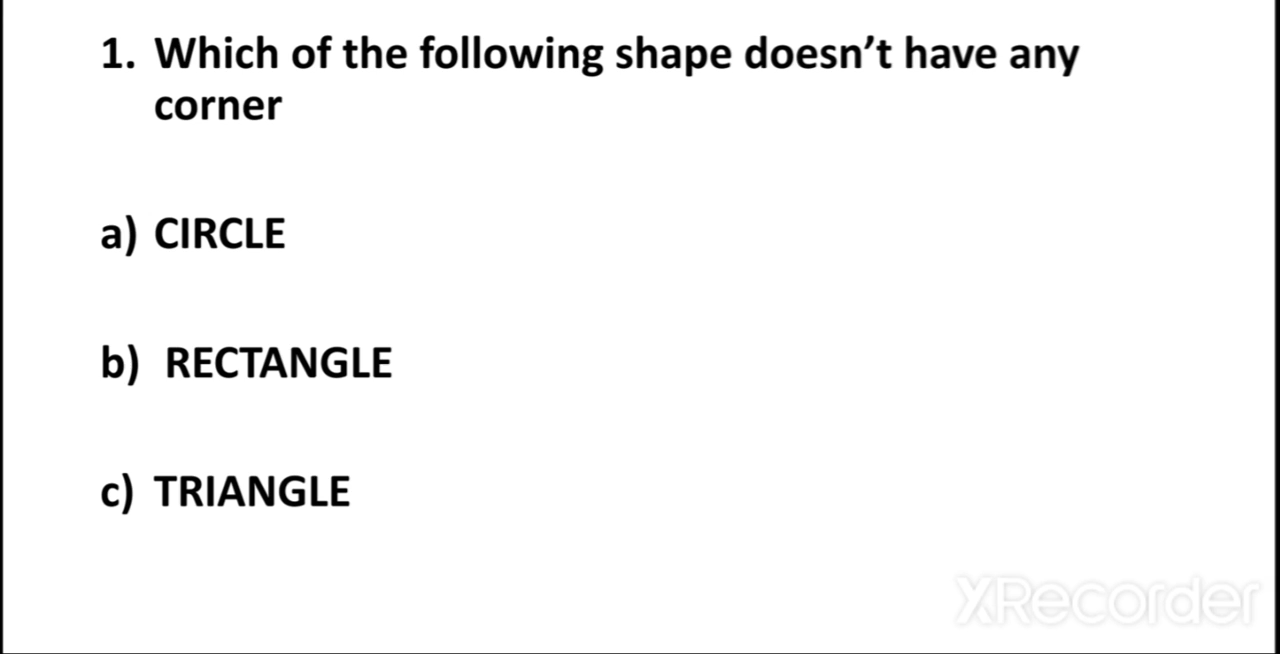 1. Which of the following shape doesn’t have any
corner
a) CIRCLE
b) RECTANGLE
c) TRIANGLE
XRecorder